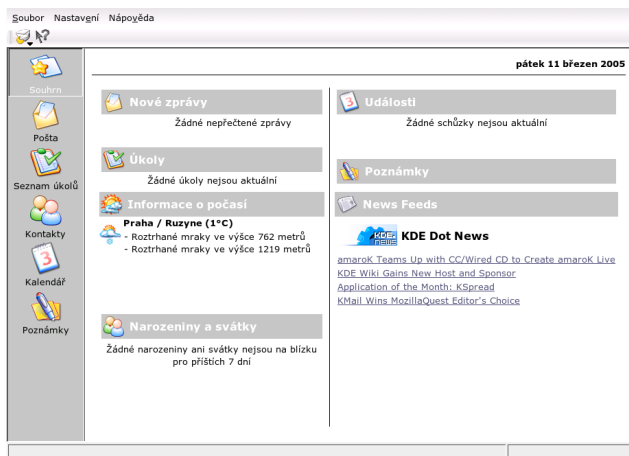 Soubor Nastavení Nápověda
pátek 11 březen 2005
Souhrn
Pošta
Seznam úkolů
Kontakty
Kalendář
Poznámky
Nové zprávy
Žádné nepřečtené zprávy
Úkoly
Žádné úkoly nejsou aktuální
Informace o počasí
Praha / Ruzyne (1°C)
- Roztrhané mraky ve výšce 762 metrů
- Roztrhané mraky ve výšce 1219 metrů
Narozeniny a svátky
Žádné narozeniny ani svátky nejsou na blízku
pro příštích 7 dní
Události
Žádné schůzky nejsou aktuální
Poznámky
News Feeds
KDE NEWS KDE Dot News
amaroK Teams Up with CC/Wired CD to Create amaroK Live
KDE Wiki Gains New Host and Sponsor
Application of the Month: KSpread
KMail Wins MozillaQuest Editor's Choice